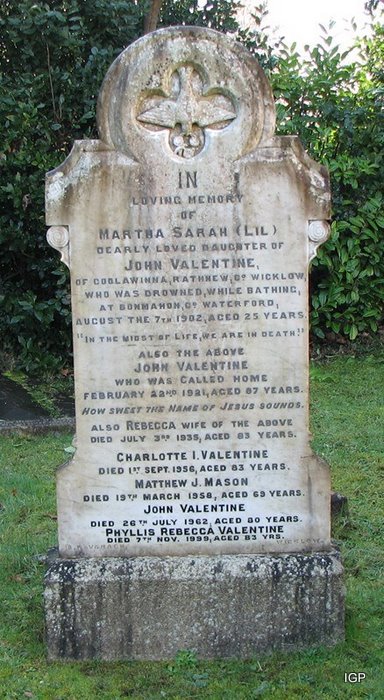 IN
LOVING MEMORY
OF
MARTHA SARAH (LIL)
DEARLY LOVED DAUGHTER OF
JOHN VALENTINE,
OF COOLAWINNA, RATHNEW, CO WICKLOW,
WHO WAS DROWNED, WHILE BATHING,
AT BONMAHON, CO WATERFORD,
AUGUST THE 7TH 1902, AGED 25 YEARS.
"IN THE MIDST OF LIFE, WE ARE IN DEATH."
ALSO THE ABOVE
JOHN VALENTINE
WHO WAS CALLED HOME
FEBRUARY 22ND 1921, AGED 87 YEARS.
HOW SWEET THE NAME OF JESUS SOUNDS.
ALSO REBECCA WIFE OF THE ABOVE
DIED JULY 3RD 1935, AGED 83 YEARS.
CHARLOTTE I. VALENTINE
DIED 1ST SEPT. 1956, AGED 83 YEARS.
MATTHEW J. MASON
DIED 19TH MARCH 1958, AGED 69 YEARS.
JOHN VALENTINE
DIED 26TH JULY 1962, AGED 80 YEARS.
PHYLLIS REBECCA VALENTINE
DIED 7TH NOV. 1999, AGED 83 YRS.
WICKLOW
IGP